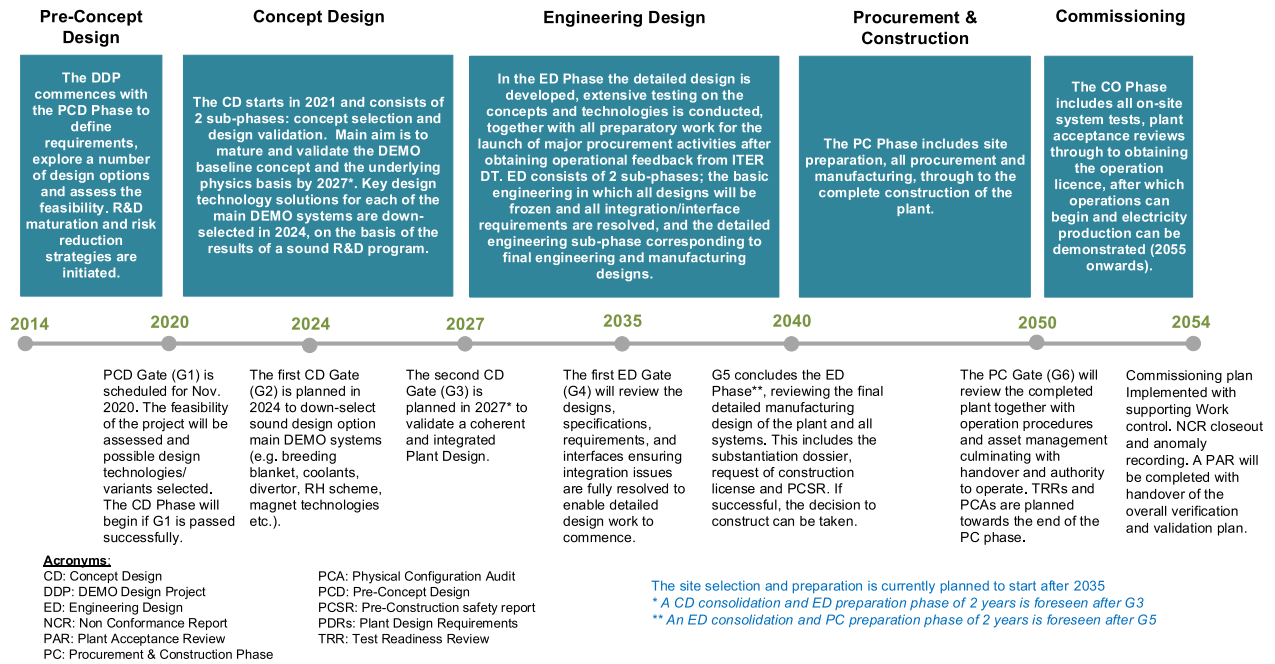 Pre-Concept
Design
Concept Design
Engineering Design
Procurement &
Construction
Commissioning
The DDP
commences with
the PCD Phase to
define
requirements,
explore a number
of design options
and assess the
feasibility. R&D
maturation and risk
reduction
strategies are
initiated.
The CD starts in 2021 and consists of
2 sub-phases: concept selection and
design validation. Main aim is to
mature and validate the DEMO
baseline concept and the underlying
physics basis by 2027*. Key design
technology solutions for each of the
main DEMO systems are down-
selected in 2024, on the basis of the
results of a sound R&D program.
In the ED Phase the detailed design is
developed, extensive testing on the
concepts and technologies is conducted,
together with all preparatory work for the
launch of major procurement activities after
obtaining operational feedback from ITER
DT. ED consists of 2 sub-phases; the basic
engineering in which all designs will be
frozen and all integration/interface
requirements are resolved, and the detailed
engineering sub-phase corresponding to
final engineering and manufacturing
designs.
The PC Phase includes site
preparation, all procurement and
manufacturing, through to the
complete construction of the
plant.
The CO Phase
includes all on-site
system tests, plant
acceptance reviews
through to obtaining
the operation
licence, after which
operations can
begin and electricity
production can be
demonstrated (2055
onwards).
2014
2020
2024
2027
2035
2040
2050
2054
PCD Gate (G1) is
scheduled for Nov.
2020. The feasibility
of the project will be
assessed and
possible design
technologies/
variants selected.
The CD Phase will
begin if G1 is passed
successfully.
The first CD Gate
(G2) is planned in
2024 to down-select
sound design option
main DEMO systems
(e.g. breeding
blanket, coolants,
divertor, RH scheme,
magnet technologies
etc.).
The second CD
Gate (G3) is
planned in 2027* to
validate a coherent
and integrated
Plant Design.
The first ED Gate
(G4) will review the
designs,
specifications,
requirements, and
interfaces ensuring
integration issues
are fully resolved to
enable detailed
design work to
commence.
G5 concludes the ED
Phase**, reviewing the final
detailed manufacturing
design of the plant and all
systems. This includes the
substantiation dossier,
request of construction
license and PCSR. If
successful, the decision to
construct can be taken.
The PC Gate (G6) will
review the completed
plant together with
operation procedures
and asset management
culminating with
handover and authority
to operate. TRRs and
PCAs are planned
towards the end of the
PC phase.
Commissioning plan
Implemented with
supporting Work
control. NCR closeout
and anomaly
recording. A PAR will
be completed with
handover of the
overall verification
and validation plan.
Acronyms:
CD: Concept Design
DDP: DEMO Design Project
ED: Engineering Design
NCR: Non Conformance Report
PAR: Plant Acceptance Review
PC: Procurement & Construction Phase
PCA: Physical Configuration Audit
PCD: Pre-Concept Design
PCSR: Pre-Construction safety report
PDRs: Plant Design Requirements
TRR: Test Readiness Review
The site selection and preparation is currently planned to start after 2035
* A CD consolidation and ED preparation phase of 2 years is foreseen after G3
** An ED consolidation and PC preparation phase of 2 years is foreseen after G5